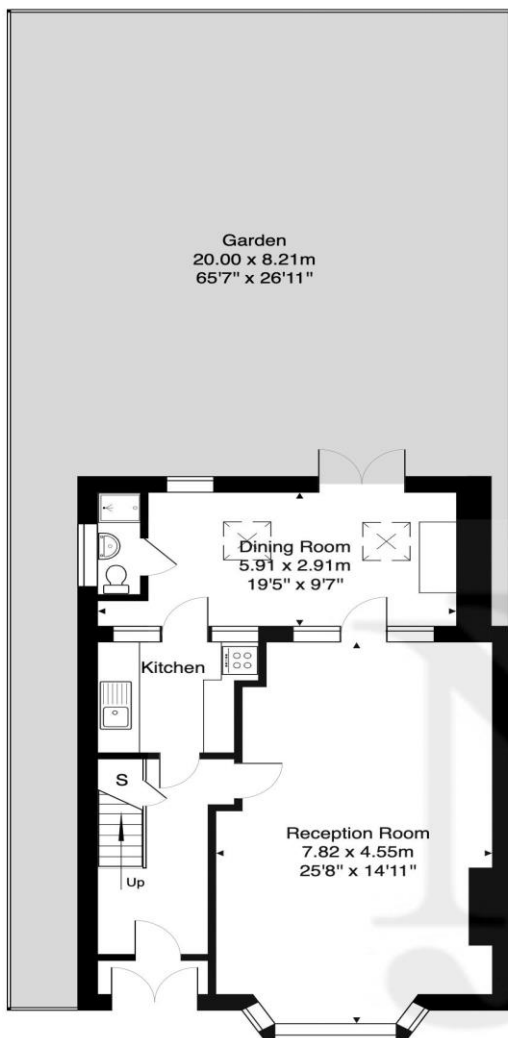 Garden
20.00 x 8.21m
65'7" x 26'11"
Dining Room
5.91 x 2.91m
19'5" x 9'7"
Kitchen
S
Up
Reception Room
7.82 x 4.55m
25'8" x 14'11"